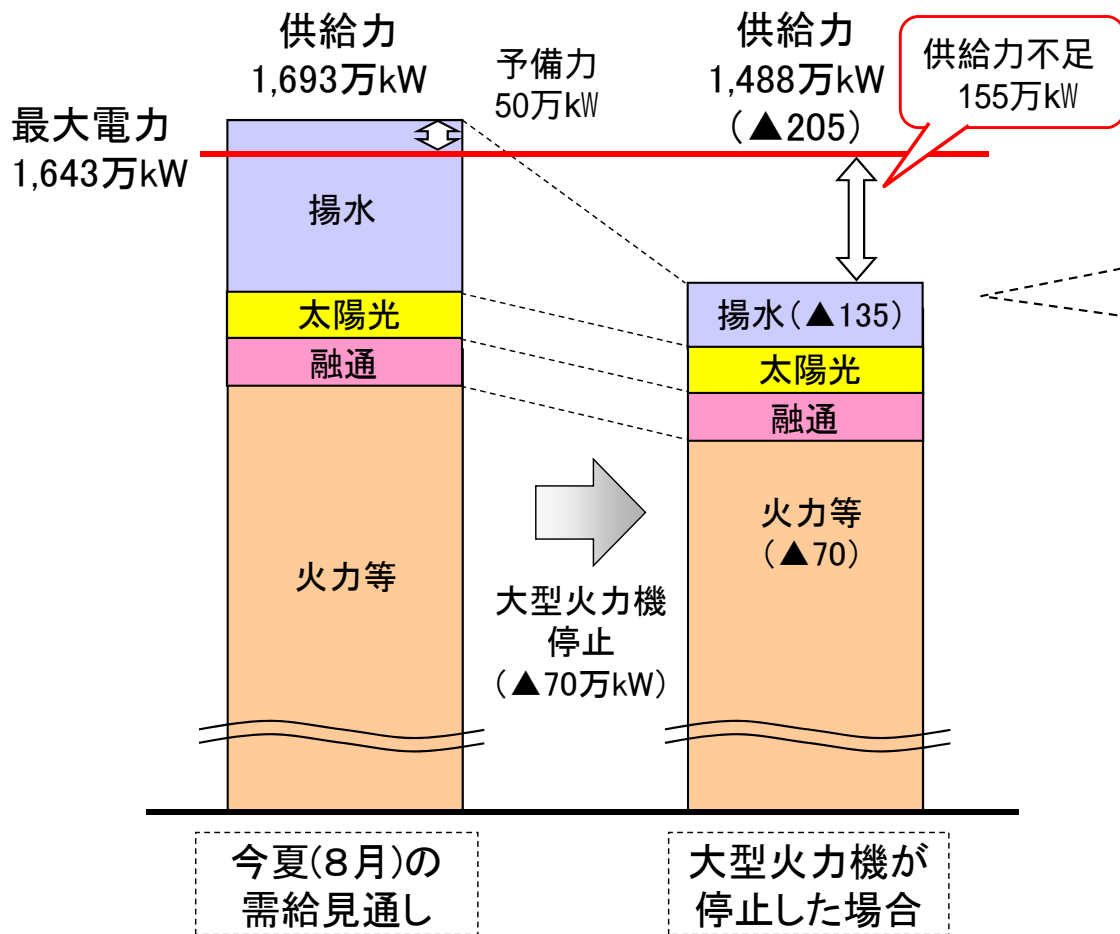 供給力
1,693万kW
予備力
50万kW
供給力
1,488万kW
(▲205)
供給力不足
155万kW
最大電力
1,643万kW
揚水
太陽光
融通
火力等
揚水(▲135)
太陽光
融通
火力等
(▲70)
大型火力機
停止
(▲70万kW)
今夏(8月)の
需給見通し
大型火力機が
停止した場合